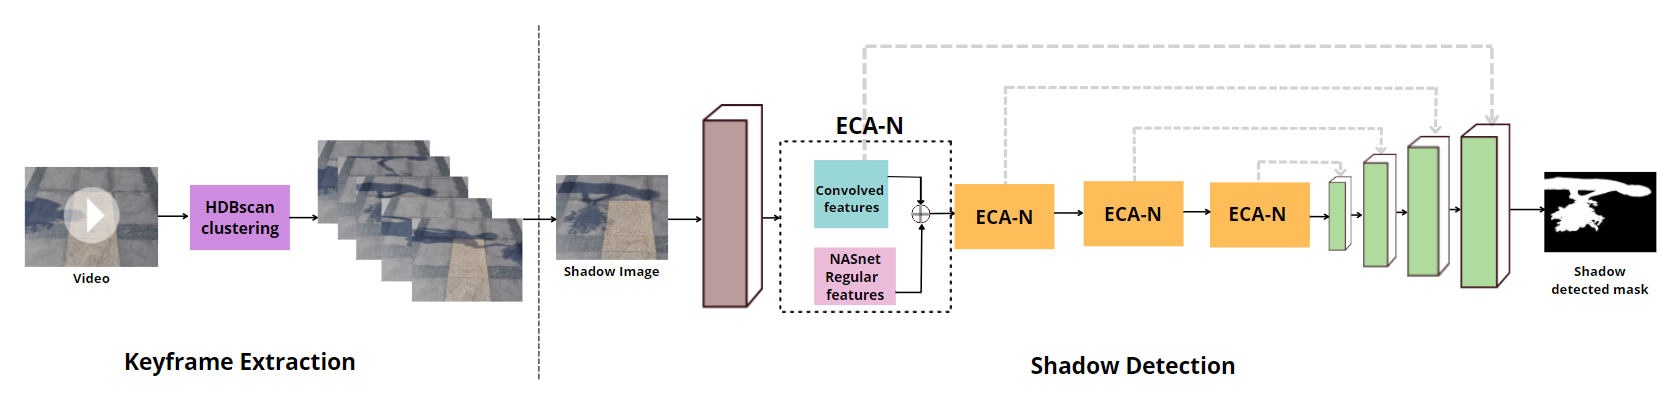 HDBscan
clustering
Video
Keyframe Extraction
Shadow Image
ECA-N
Convolved
features
NASnet
Regular
features
ECA-N
ECA-N
ECA-N
Shadow
detected mask
Shadow Detection